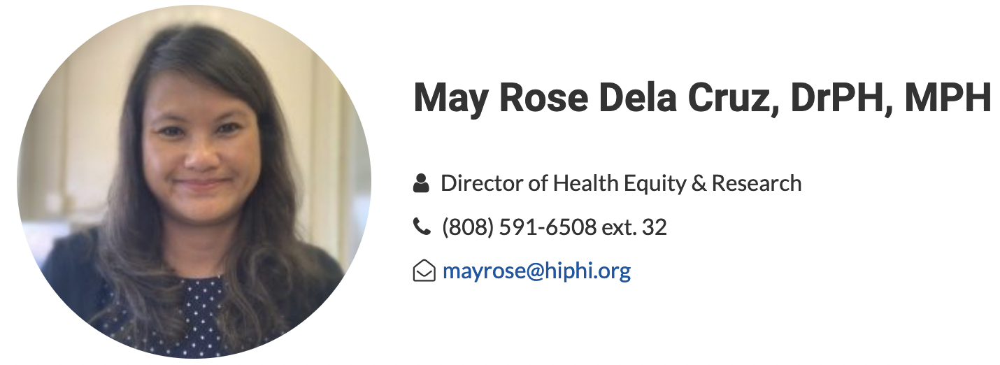 May Rose Dela Cruz, DrPH, MPH
Director of Health Equity & Research
(808) 591-6508 ext. 32
mayrose@hiphi.org